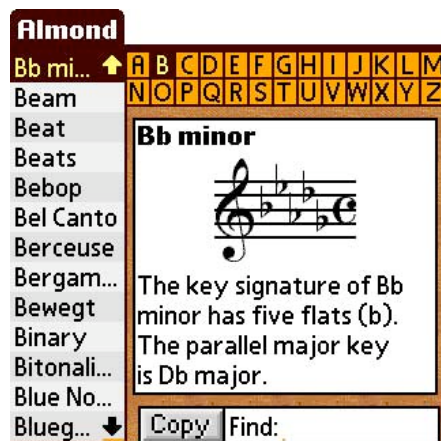 Almond
Bb mi...
Beam
Beat
Beats
Bebop
Bel Canto
Berceuse
Bergam...
Bewegt
Binary
Bitonali...
Blue No...
Blueg...
A B C D E F G H I J K L M
N O P Q R S T U V W X Y Z
Bb minor
The key signature of Bb
minor has five flats (b).
The parallel major key
is Db major.
Copy Find: